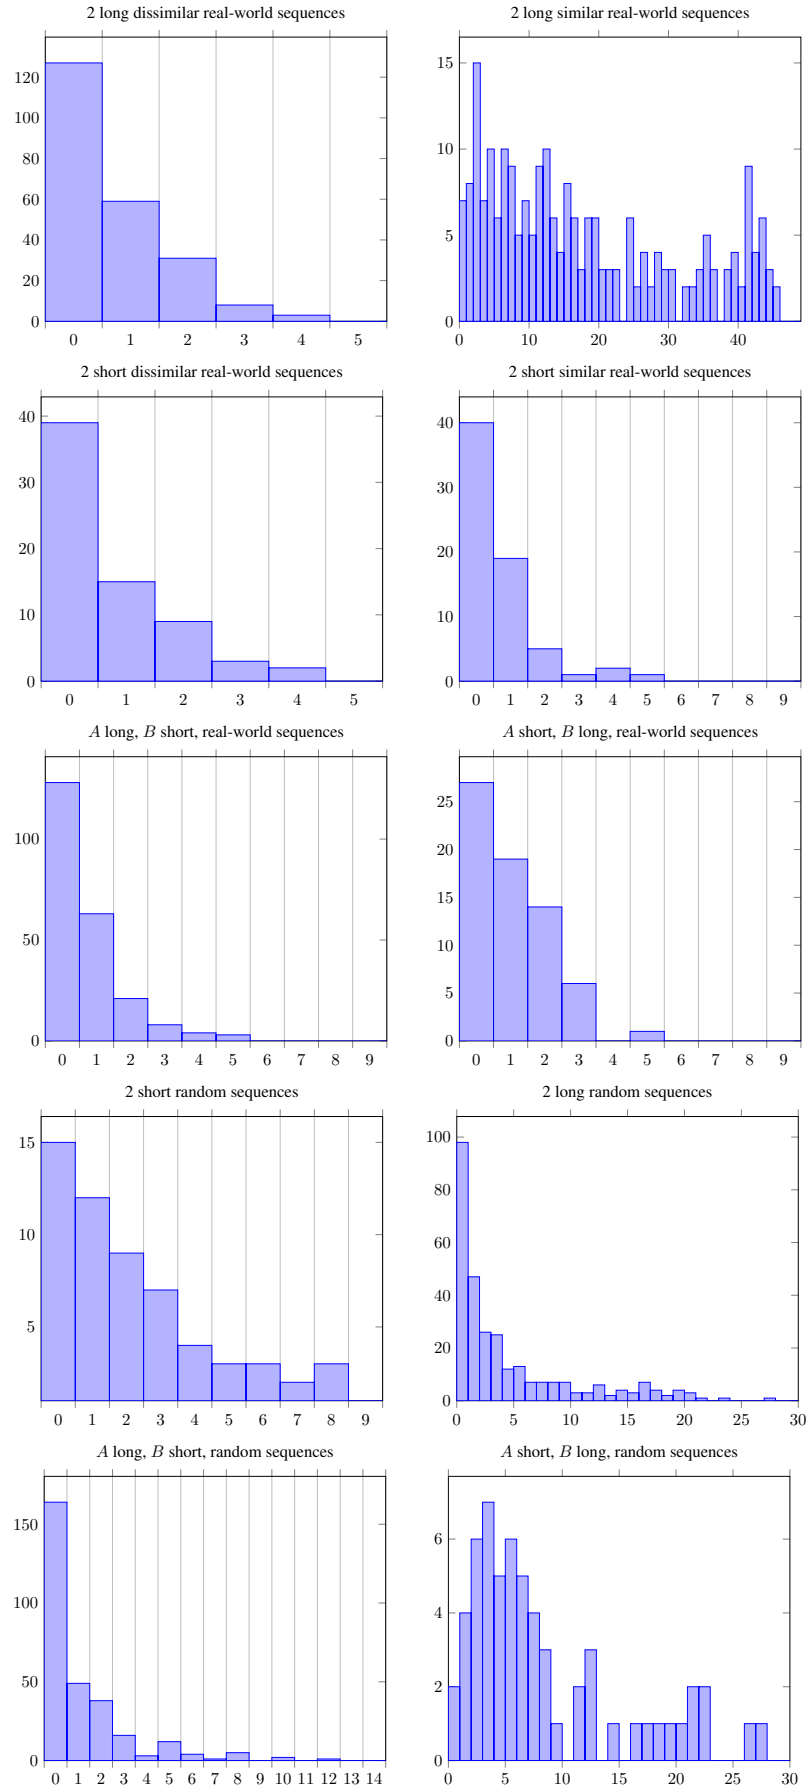 2 long dissimilar real-world sequences
120
100
80
60
40
20
0
0 1 2 3 4 5
2 long similar real-world sequences
15
10
5
0
0 10 20 30 40
2 short dissimilar real-world sequences
40
30
20
10
0
0 1 2 3 4 5
2 short similar real-world sequences
40
30
20
10
0
0 1 2 3 4 5 6 7 8 9
A long, B short, real-world sequences
100
50
0
0 1 2 3 4 5 6 7 8 9
A short, B long, real-world sequences
25
20
15
10
5
0
0 1 2 3 4 5 6 7 8 9
2 short random sequences
15
10
5
0 1 2 3 4 5 6 7 8 9
2 long random sequences
100
80
60
40
20
0
0 5 10 15 20 25 30
A long, B short, random sequences
150
100
50
0
0 1 2 3 4 5 6 7 8 9 10 11 12 13 14
A short, B long, random sequences
6
4
2
0
0 5 10 15 20 25 30